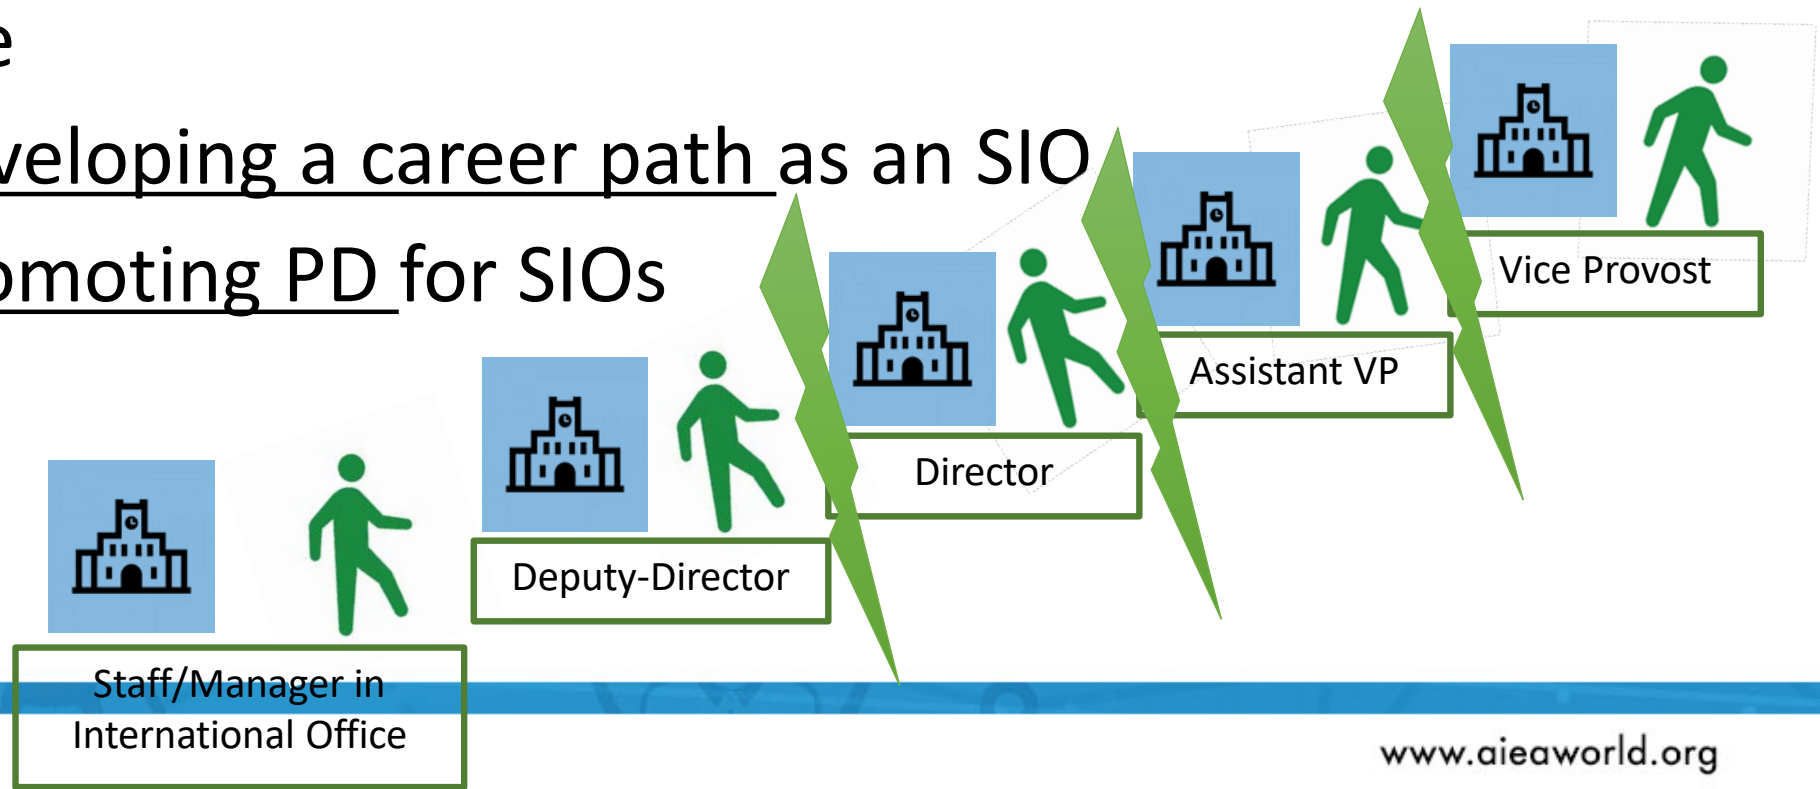 e
veloping a career path as an SIO
omoting PD for SIOs
Vice Provost
Assistant VP
Director
Deputy-Director
Staff/Manager in
International Office
www.aieaworld.org